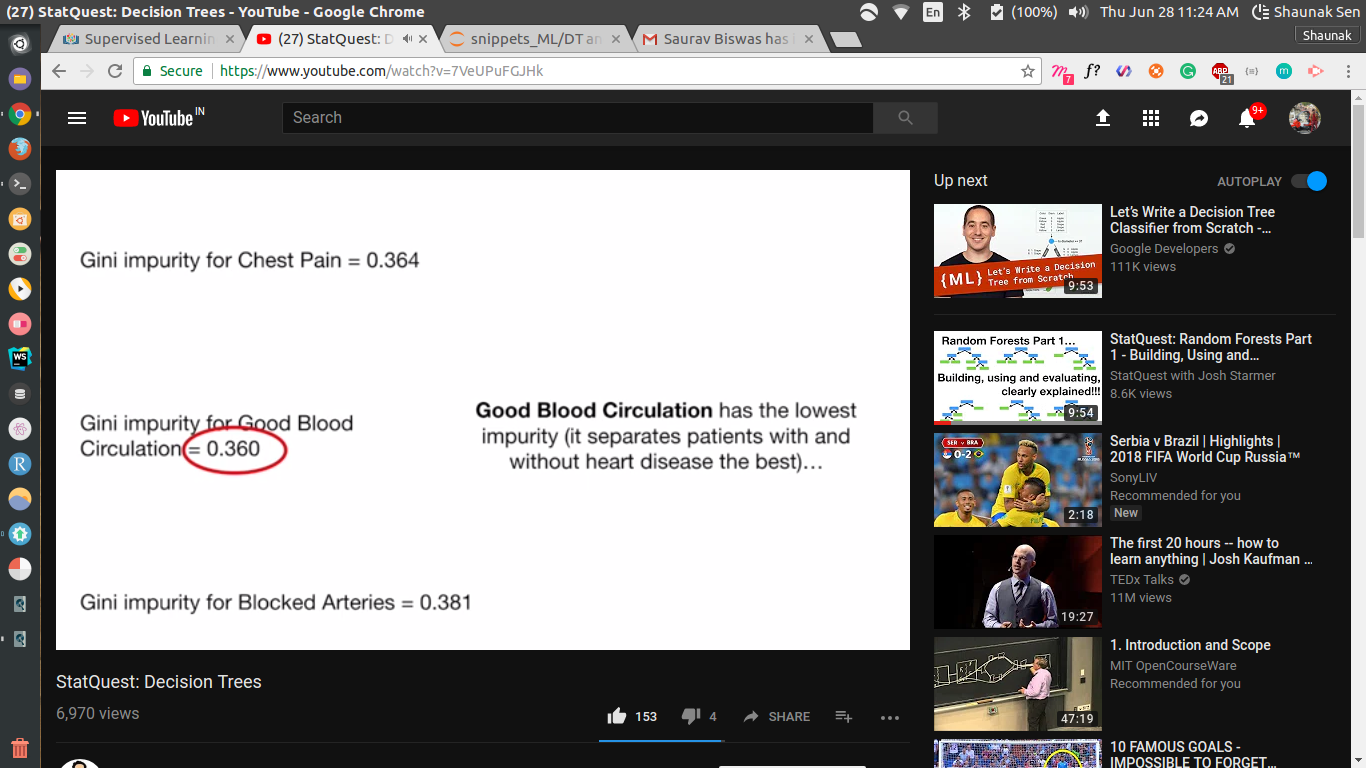 (27) StatQuest: Decision Trees - YouTube - Google Chrome
En
(100%)
Thu Jun 28 11:24 AM
Shaunak Sen
Supervised Learnin
(27) StatQuest: D
snippets_ML/DT an
Saurav Biswas has
Shaunak
Secure
https://www.youtube.com/watch?v=7VeUPuFGJHk
7
f?
ABP
21
m
YouTube IN
Search
9+
Gini impurity for Chest Pain = 0.364
Gini impurity for Good Blood
Circulation = 0.360
Good Blood Circulation has the lowest
impurity (it separates patients with and
without heart disease the best)…
Gini impurity for Blocked Arteries = 0.381
StatQuest: Decision Trees
6,970 views
153
4
SHARE
Up next
AUTOPLAY
{ML} Let's Write a Decision
Tree from Scratch
9:53
Let's Write a Decision Tree
Classifier from Scratch -...
Google Developers
111K views
Random Forests Part 1...
Building, using and evaluating,
clearly explained!!!
9:54
StatQuest: Random Forests Part
1 - Building, Using and...
StatQuest with Josh Starmer
8.6K views
SER v BRA
0-2
2:18
Serbia v Brazil | Highlights |
2018 FIFA World Cup Russia™
SonyLIV
Recommended for you
New
19:27
The first 20 hours -- how to
learn anything | Josh Kaufman ...
TEDx Talks
11M views
47:19
1. Introduction and Scope
MIT OpenCourseWare
Recommended for you
10 FAMOUS GOALS -
IMPOSSIBLE TO FORGET...
WS
R